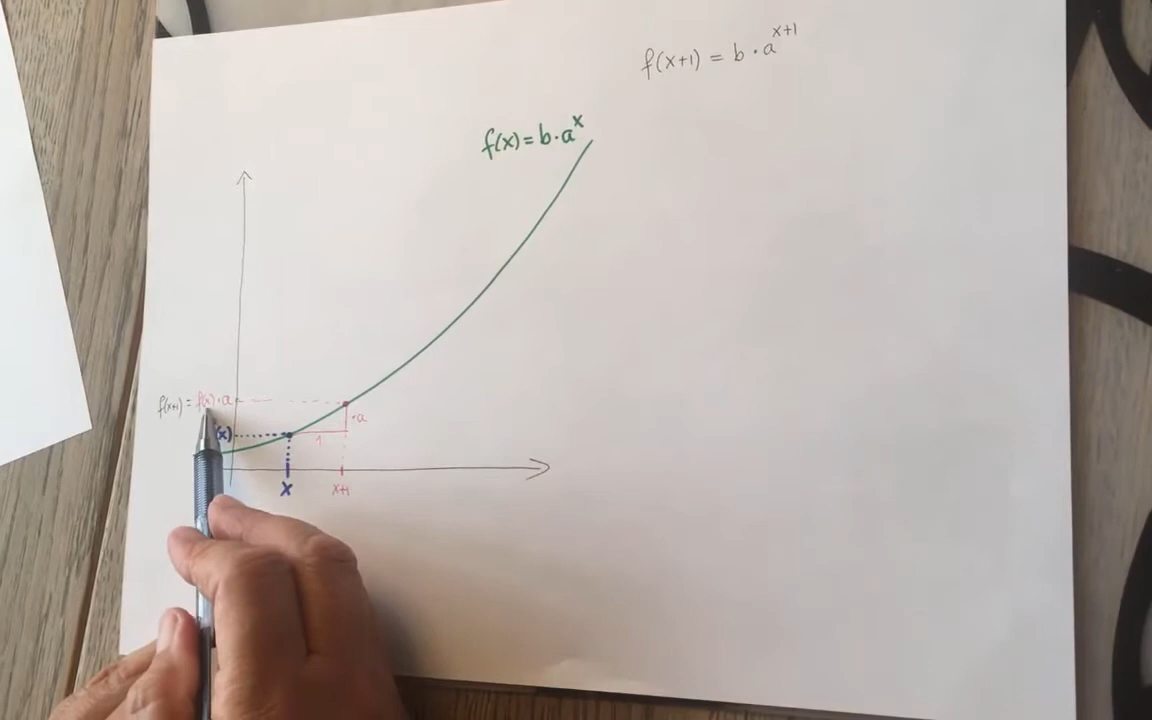 f(x+1) = b · a^x+1
f(x) = b · a^x
f(x+1) = f(x) · a
· a
(x)
1
x
x+1